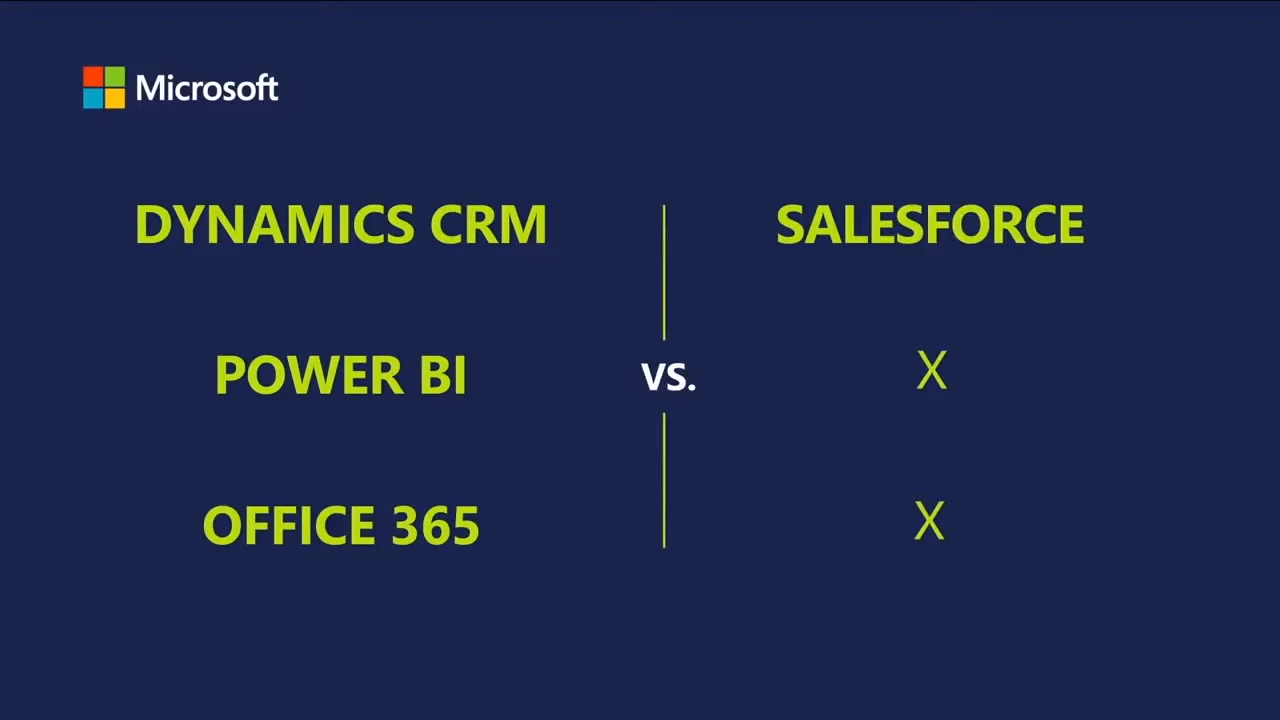 Microsoft
DYNAMICS CRM
SALESFORCE
POWER BI
VS.
X
OFFICE 365
X